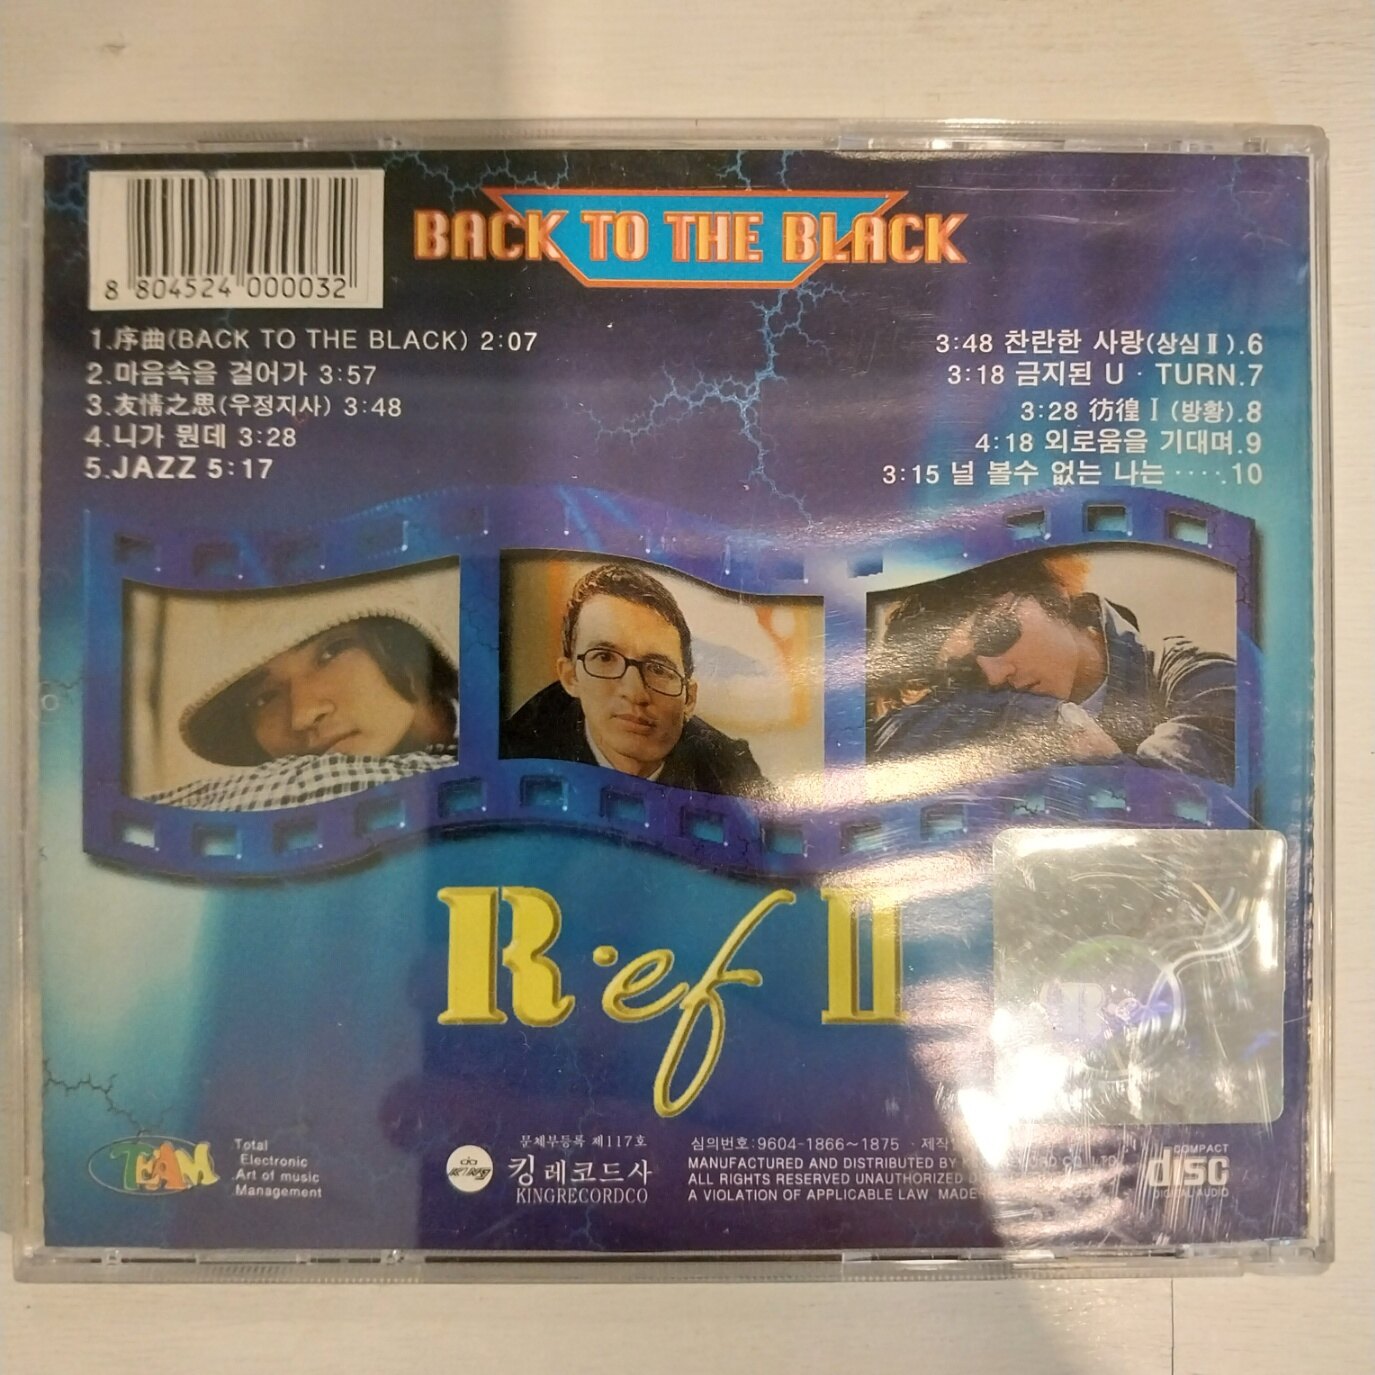 BACK TO THE BLACK
8 804524 000032
1.序曲(BACK TO THE BLACK) 2:07
2.마음속을 걸어가 3:57
3.友情之思(우정지사) 3:48
4.니가 뭔데 3:28
5.JAZZ 5:17
3:48 찬란한 사랑(상심Ⅱ).6
3:18 금지된 U · TURN.7
3:28 彷徨Ⅰ(방황).8
4:18 외로움을 기대며.9
3:15 널 볼수 없는 나는 ·····.10
R·ef II
TEAM
Total
Electronic
Art of music
Management
KING
문체부등록 제117호
킹레코드사
KINGRECORDCO
심의번호:9604-1866~1875 · 제작
MANUFACTURED AND DISTRIBUTED BY
ALL RIGHTS RESERVED UNAUTHORIZED
A VIOLATION OF APPLICABLE LAW MADE
COMPACT
disc
DIGITAL AUDIO